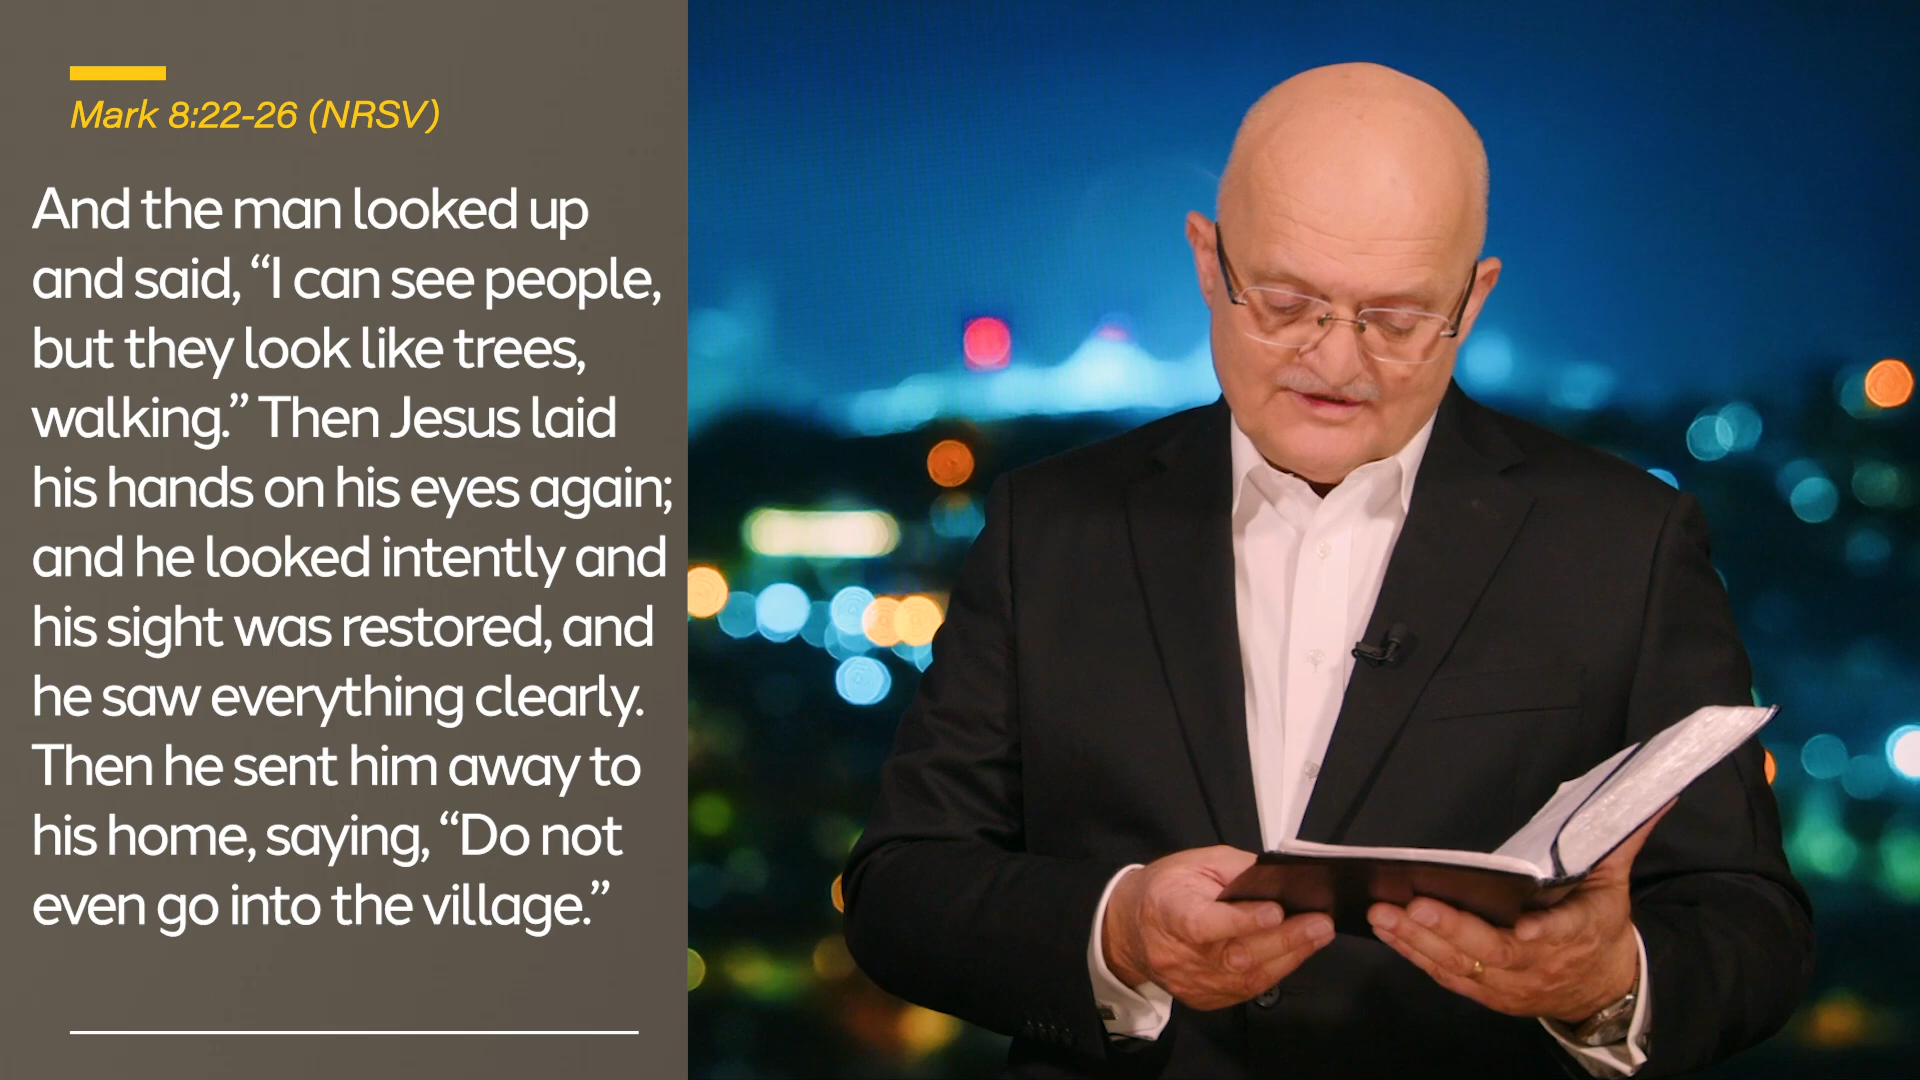 Mark 8:22-26 (NRSV)
And the man looked up
and said, “I can see people,
but they look like trees,
walking.” Then Jesus laid
his hands on his eyes again;
and he looked intently and
his sight was restored, and
he saw everything clearly.
Then he sent him away to
his home, saying, “Do not
even go into the village.”